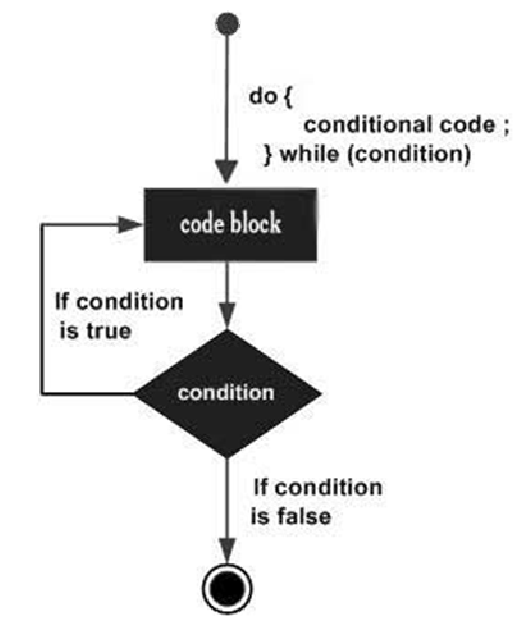 do {
conditional code ;
} while (condition)
code block
If condition
is true
condition
If condition
is false